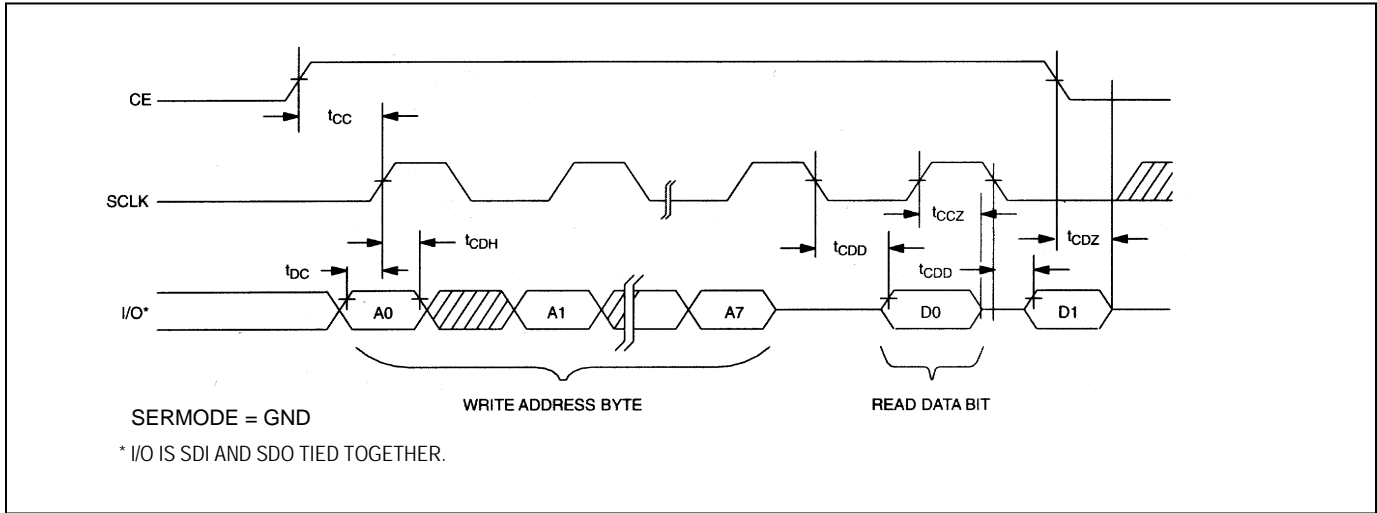 CE
tCC
SCLK
tCCZ
tCDZ
tCDH
tCDD
tCDD
tDC
I/O*
A0
A1
A7
D0
D1
WRITE ADDRESS BYTE
READ DATA BIT
SERMODE = GND
* I/O IS SDI AND SDO TIED TOGETHER.